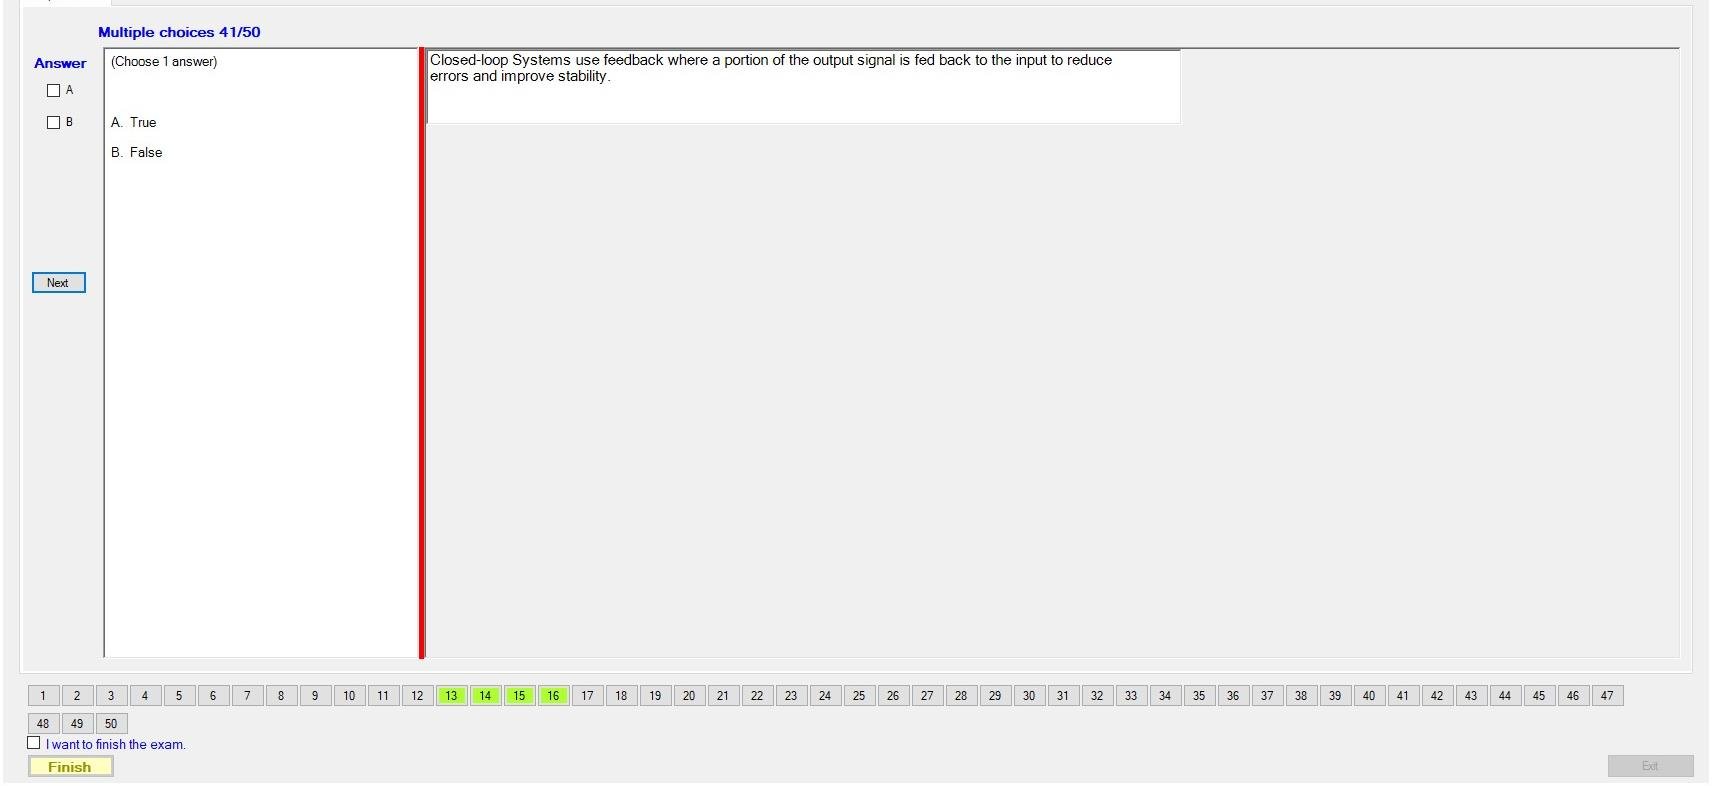 Multiple choices 41/50
Answer
(Choose 1 answer)
Closed-loop Systems use feedback where a portion of the output signal is fed back to the input to reduce
errors and improve stability.
A
B
A. True
B. False
Next
1 2 3 4 5 6 7 8 9 10 11 12 13 14 15 16 17 18 19 20 21 22 23 24 25 26 27 28 29 30 31 32 33 34 35 36 37 38 39 40 41 42 43 44 45 46 47
48 49 50
I want to finish the exam.
Finish
Exit